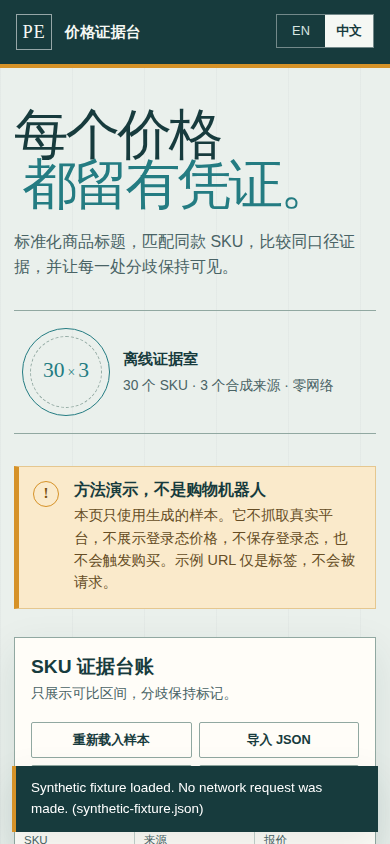 PE 价格证据台 EN 中文
每个价格
都留有凭证。
标准化商品标题，匹配同款 SKU，比较同口径证
据，并让每一处分歧保持可见。
30 × 3
离线证据室
30 个 SKU · 3 个合成来源 · 零网络
!
方法演示，不是购物机器人
本页只使用生成的样本。它不抓取真实平
台，不展示登录态价格，不保存登录态，也
不会触发购买。示例 URL 仅是标签，不会被
请求。
SKU 证据台账
只展示可比区间，分歧保持标记。
重新载入样本 导入 JSON
Synthetic fixture loaded. No network request was
made. (synthetic-fixture.json)
SKU 来源 报价